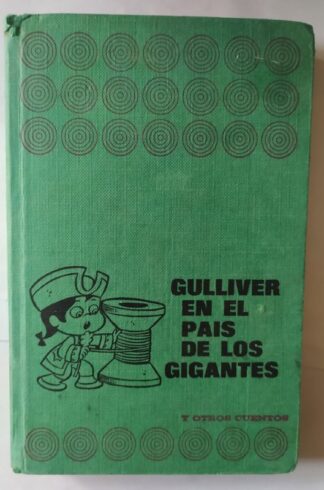 GULLIVER
EN EL
PAIS
DE LOS
GIGANTES
Y OTROS CUENTOS